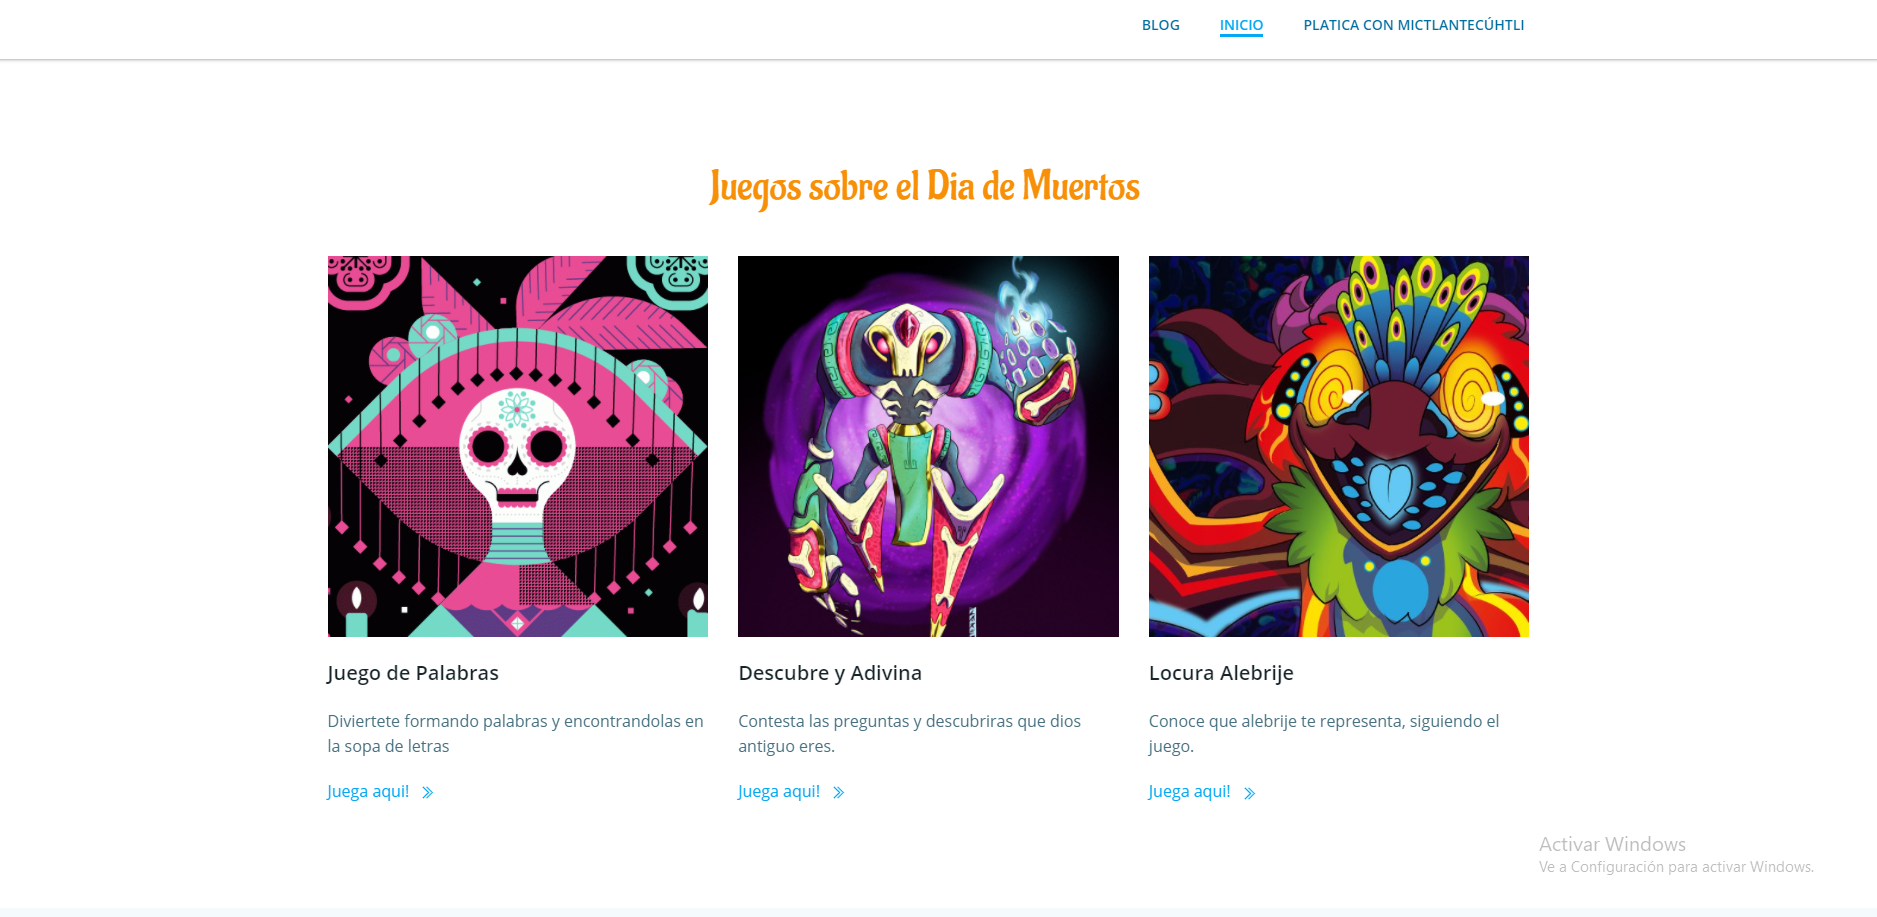 BLOG INICIO PLATICA CON MICTLANTECÚHTLI
Juegos sobre el Dia de Muertos
Juego de Palabras
Diviertete formando palabras y encontrandolas en
la sopa de letras
Juega aqui!
Descubre y Adivina
Contesta las preguntas y descubriras que dios
antiguo eres.
Juega aqui!
Locura Alebrije
Conoce que alebrije te representa, siguiendo el
juego.
Juega aqui!
Activar Windows
Ve a Configuración para activar Windows.